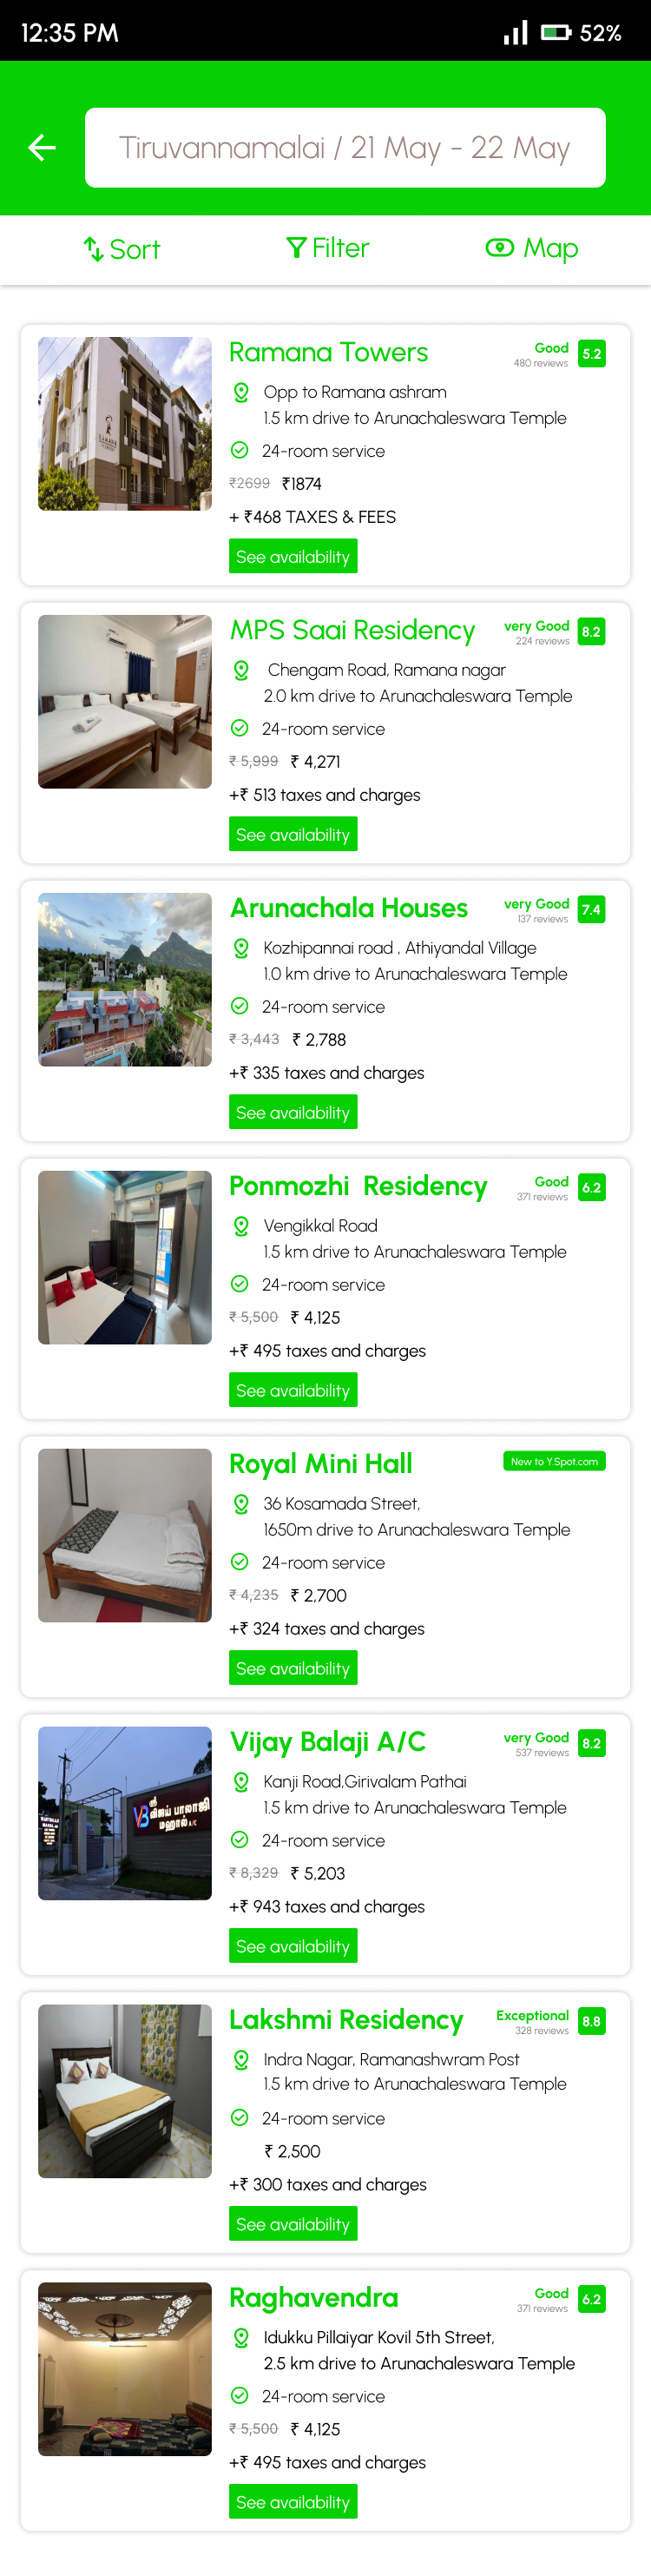 12:35 PM
52%
Tiruvannamalai / 21 May - 22 May
Sort
Filter
Map
Ramana Towers
Good
480 reviews
5.2
Opp to Ramana ashram
1.5 km drive to Arunachaleswara Temple
24-room service
₹2699 ₹1874
+ ₹468 TAXES & FEES
See availability
MPS Saai Residency
very Good
224 reviews
8.2
Chengam Road, Ramana nagar
2.0 km drive to Arunachaleswara Temple
24-room service
₹ 5,999 ₹ 4,271
+₹ 513 taxes and charges
See availability
Arunachala Houses
very Good
137 reviews
7.4
Kozhipannai road , Athiyandal Village
1.0 km drive to Arunachaleswara Temple
24-room service
₹ 3,443 ₹ 2,788
+₹ 335 taxes and charges
See availability
Ponmozhi Residency
Good
371 reviews
6.2
Vengikkal Road
1.5 km drive to Arunachaleswara Temple
24-room service
₹ 5,500 ₹ 4,125
+₹ 495 taxes and charges
See availability
Royal Mini Hall
New to Y.Spot.com
36 Kosamada Street,
1650m drive to Arunachaleswara Temple
24-room service
₹ 4,235 ₹ 2,700
+₹ 324 taxes and charges
See availability
Vijay Balaji A/C
very Good
537 reviews
8.2
VB ஸ்ரீ விஜய் பாலாஜி
மஹால் A/C
Kanji Road,Girivalam Pathai
1.5 km drive to Arunachaleswara Temple
24-room service
₹ 8,329 ₹ 5,203
+₹ 943 taxes and charges
See availability
Lakshmi Residency
Exceptional
328 reviews
8.8
Indra Nagar, Ramanashwram Post
1.5 km drive to Arunachaleswara Temple
24-room service
₹ 2,500
+₹ 300 taxes and charges
See availability
Raghavendra
Good
371 reviews
6.2
Idukku Pillaiyar Kovil 5th Street,
2.5 km drive to Arunachaleswara Temple
24-room service
₹ 5,500 ₹ 4,125
+₹ 495 taxes and charges
See availability